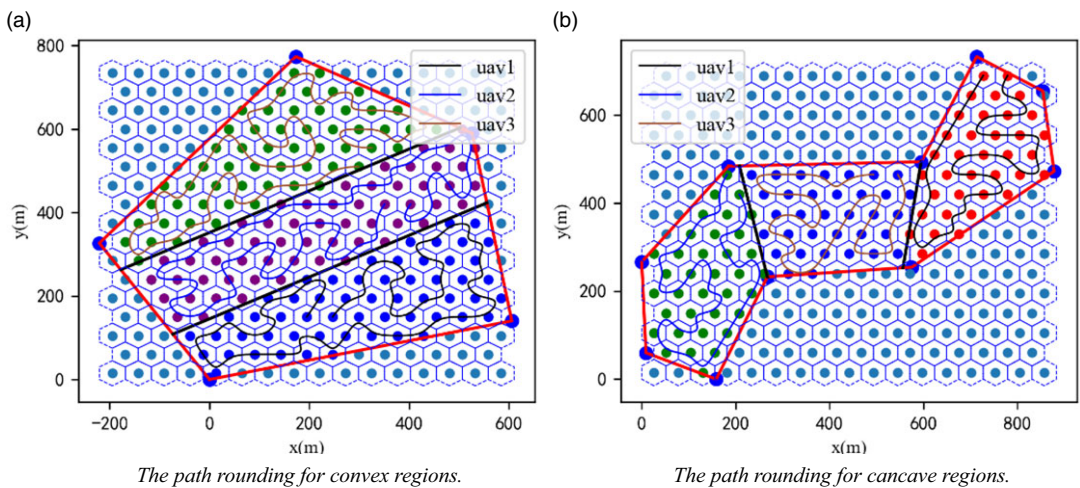 (a)
(b)
800
600
400
200
0
y(m)
−200
0
200
400
600
x(m)
uav1
uav2
uav3
600
400
200
0
y(m)
0
200
400
600
800
x(m)
uav1
uav2
uav3
The path rounding for convex regions.
The path rounding for cancave regions.